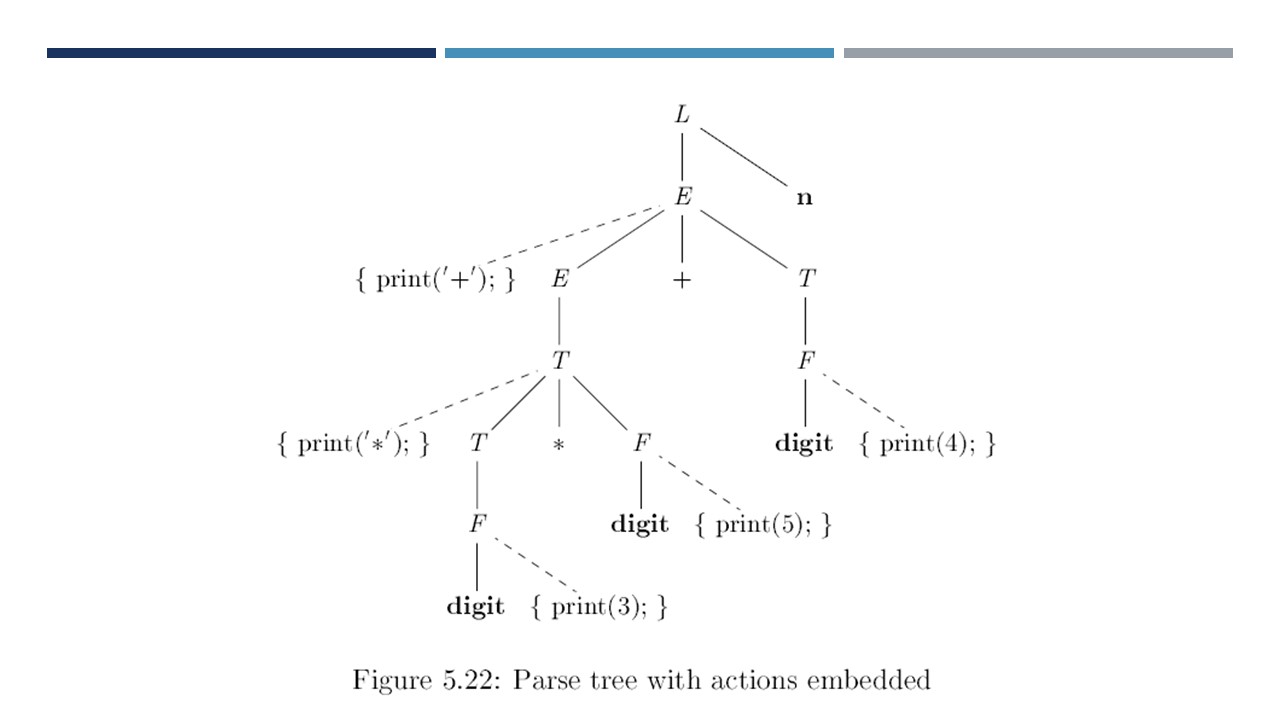 L
E n
{ print('+'); } E + T
T F
{ print('*'); } T * F digit { print(4); }
F digit { print(5); }
digit { print(3); }
Figure 5.22: Parse tree with actions embedded